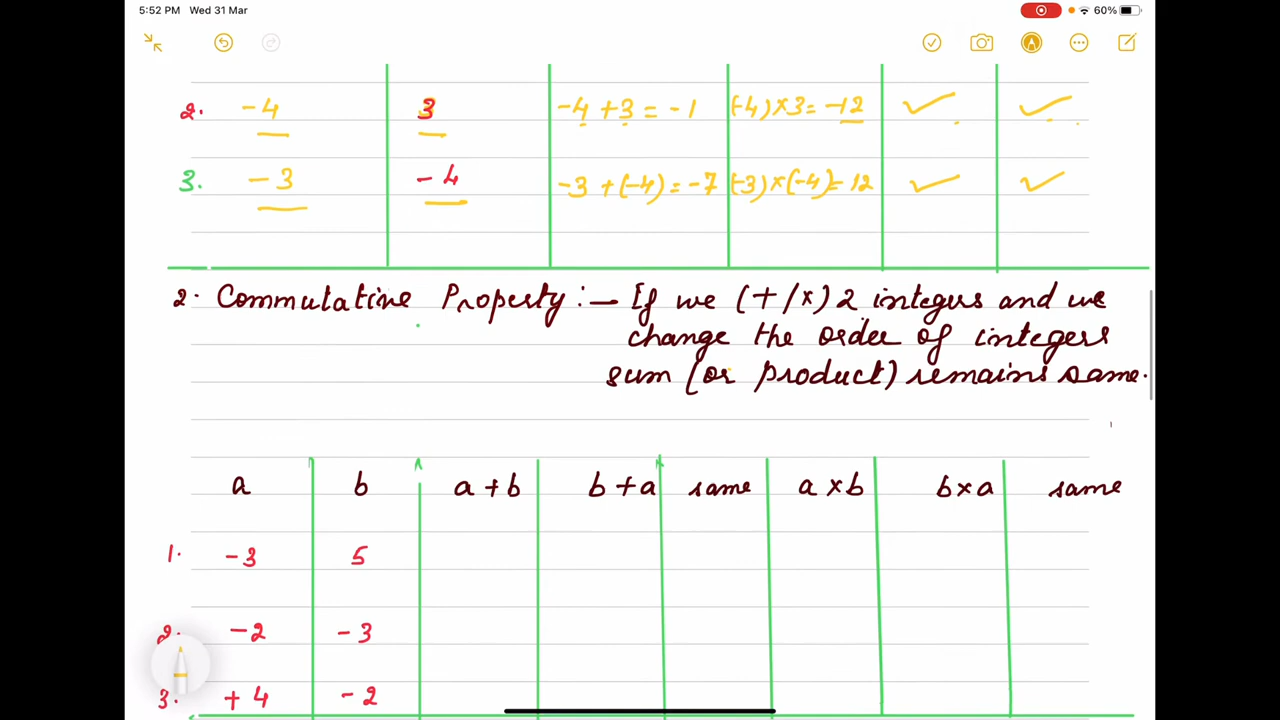 5:52 PM Wed 31 Mar 60%
2. -4 3 -4 + 3 = -1 (-4) × 3 = -12 ✓ ✓
3. -3 -4 -3 + (-4) = -7 (-3) × (-4) = 12 ✓ ✓
2. Commutative Property :- If we (+/×) 2 integers and we
change the order of integers
sum (or product) remains same.
a b a + b b + a same a × b b × a same
1. -3 5
2. -2 -3
3. + 4 -2